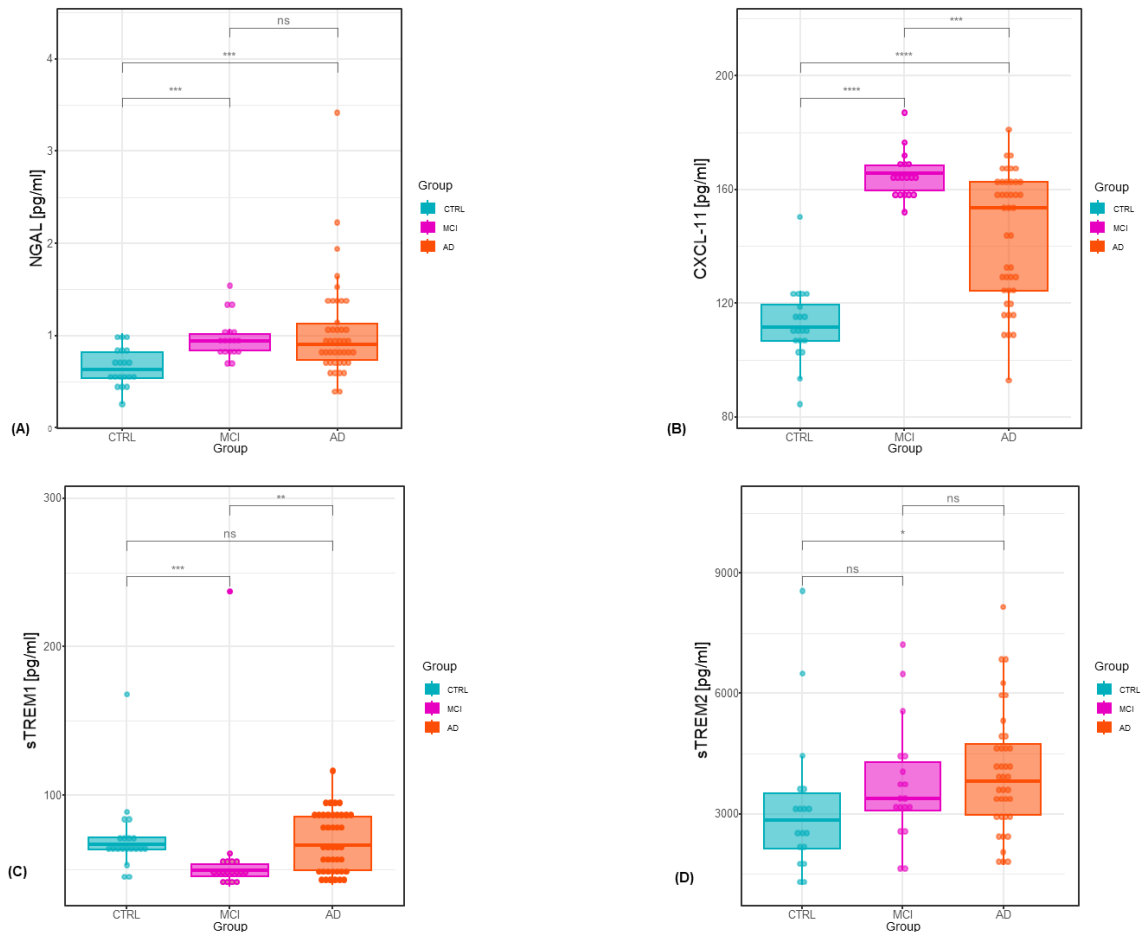 ns
***
***
4
3
2
1
0
NGAL [pg/ml]
Group
CTRL
MCI
AD
CTRL
MCI
AD
Group
(A)
***
****
****
200
160
120
80
CXCL-11 [pg/ml]
Group
CTRL
MCI
AD
CTRL
MCI
AD
Group
(B)
**
ns
***
300
200
100
sTREM1 [pg/ml]
Group
CTRL
MCI
AD
CTRL
MCI
AD
Group
(C)
ns
*
ns
9000
6000
3000
sTREM2 [pg/ml]
Group
CTRL
MCI
AD
CTRL
MCI
AD
Group
(D)